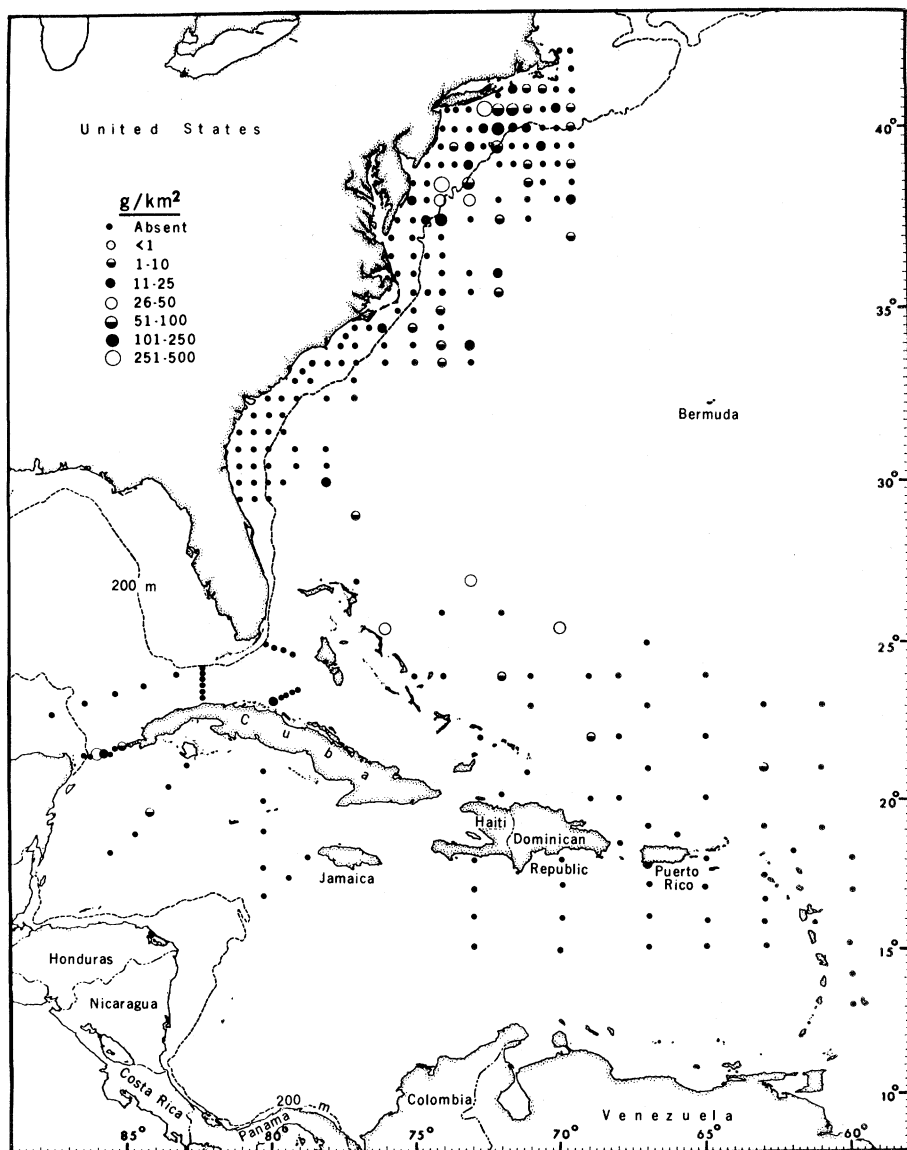 United States
g/km2
Absent
<1
1-10
11-25
26-50
51-100
101-250
251-500
40°
35°
Bermuda
30°
200 m
25°
Cuba
20°
Haiti
Dominican
Republic
Jamaica
Puerto
Rico
15°
Honduras
Nicaragua
Costa Rica
200 m
Panama
Colombia
Venezuela
10°
85°
80°
75°
70°
65°
60°